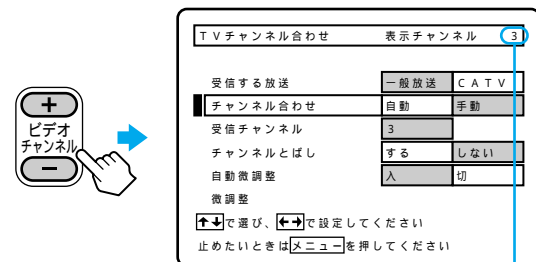 TVチャンネル合わせ 表示チャンネル 3
受信する放送 一般放送 CATV
チャンネル合わせ 自動 手動
受信チャンネル 3
チャンネルとばし する しない
自動微調整 入 切
微調整
↑↓で選び、←→で設定してください
止めたいときはメニューを押してください
+
ビデオ
チャンネル
−